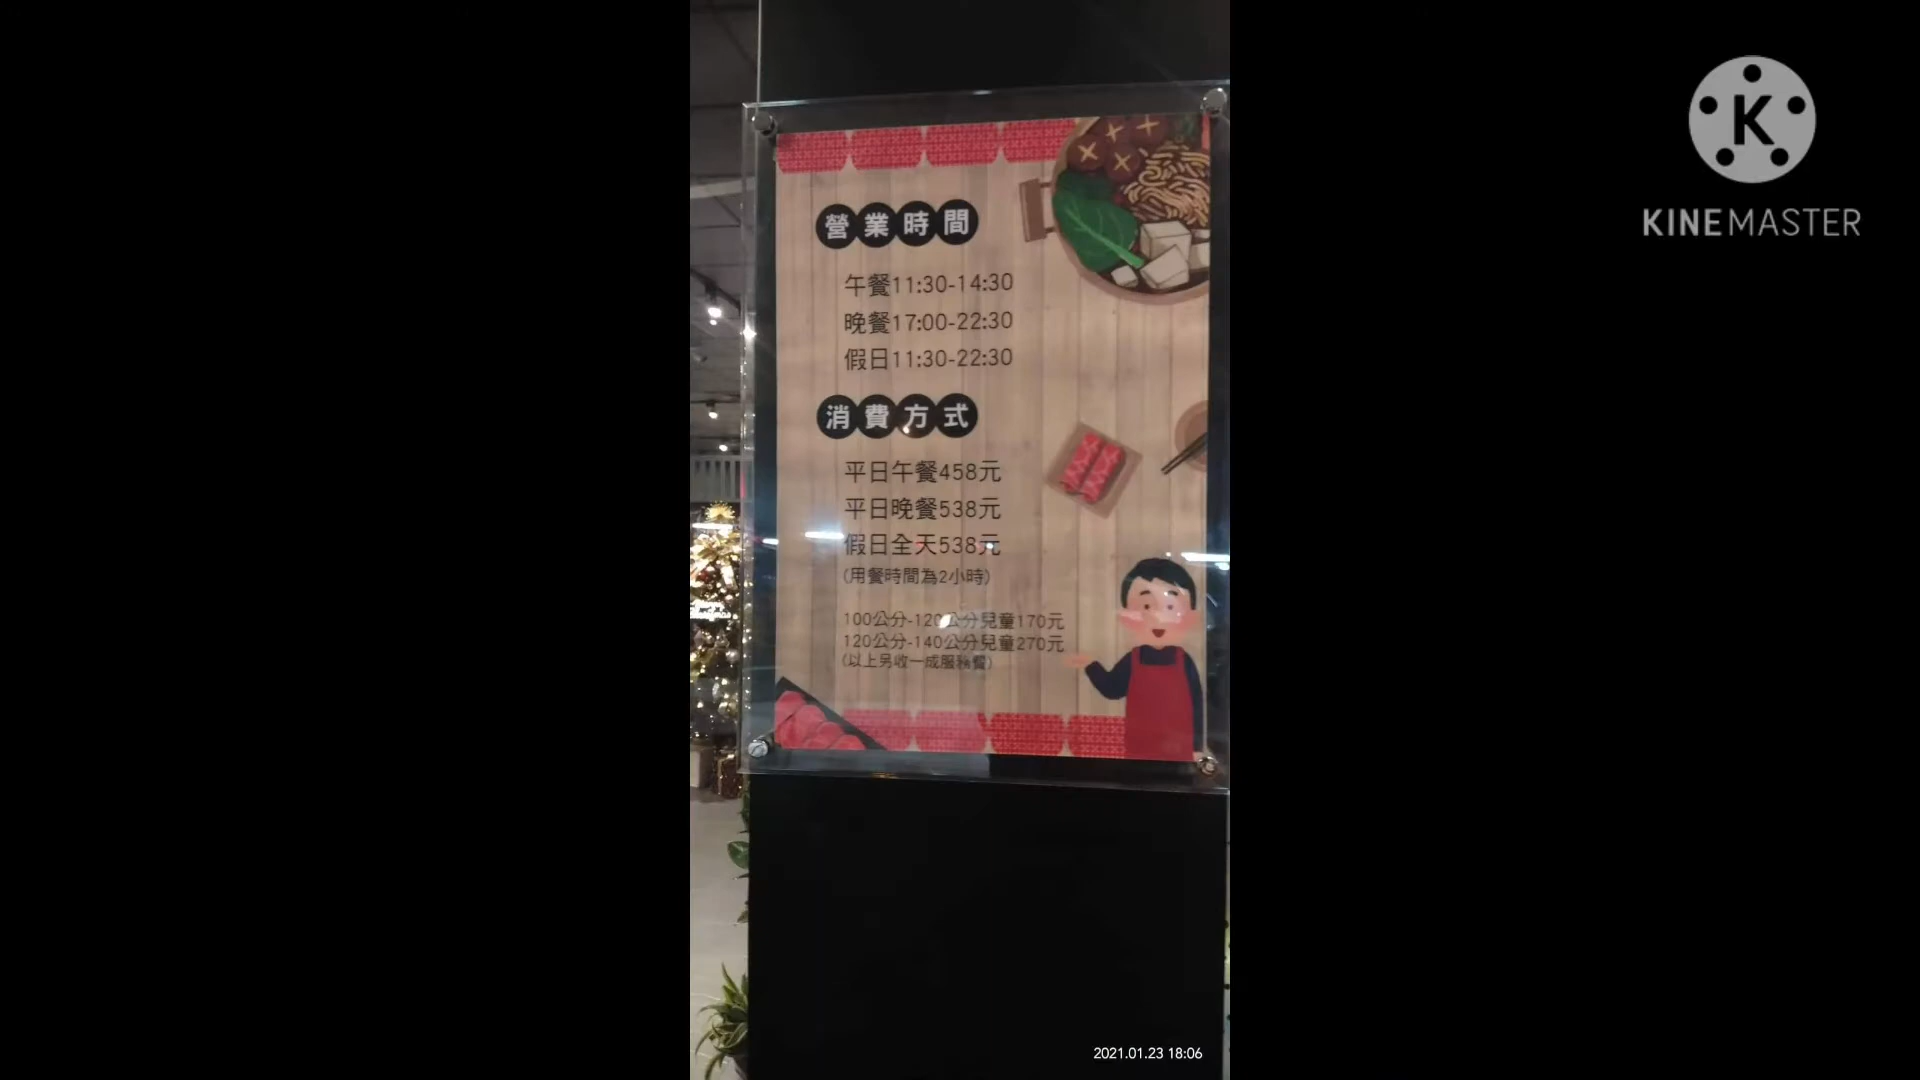 K
KINEMASTER
營業時間
午餐11:30-14:30
晚餐17:00-22:30
假日11:30-22:30
消費方式
平日午餐458元
平日晚餐538元
假日全天538元
(用餐時間為2小時)
100公分-120公分兒童170元
120公分-140公分兒童270元
(以上另收一成服務費)
2021.01.23 18:06